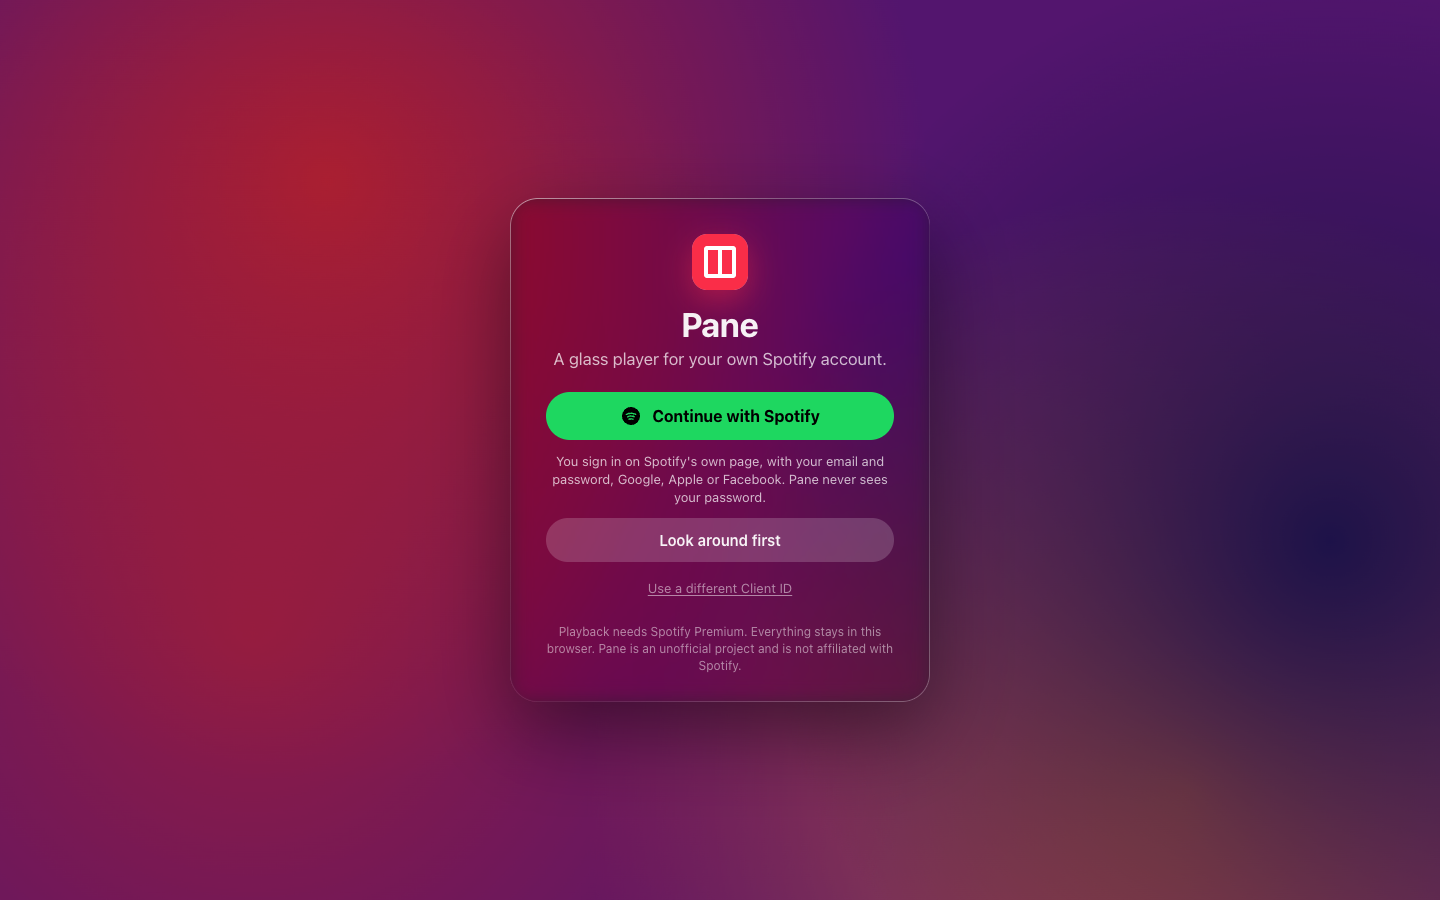 Pane
A glass player for your own Spotify account.
Continue with Spotify
You sign in on Spotify's own page, with your email and
password, Google, Apple or Facebook. Pane never sees
your password.
Look around first
Use a different Client ID
Playback needs Spotify Premium. Everything stays in this
browser. Pane is an unofficial project and is not affiliated with
Spotify.